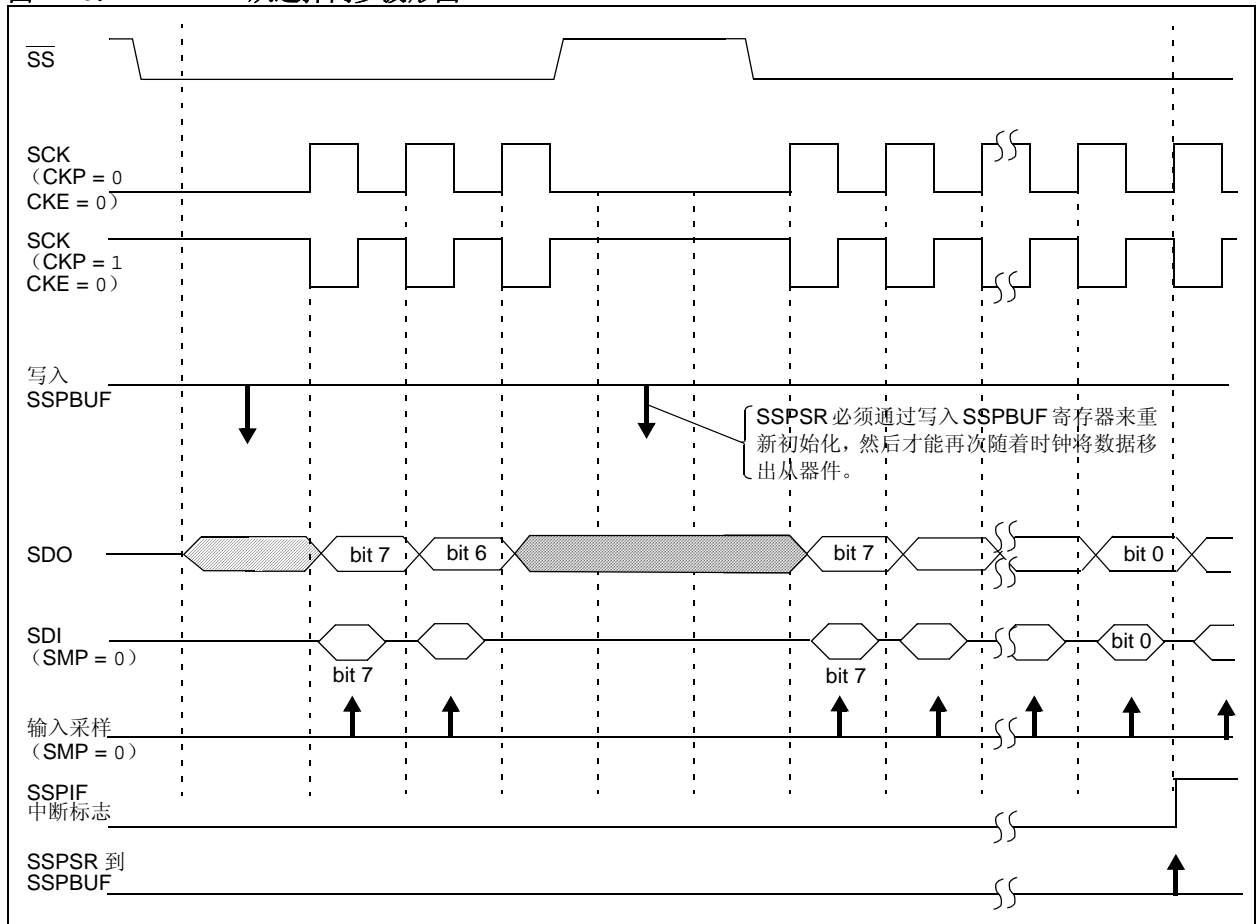 SS
SCK
（CKP = 0
CKE = 0）
SCK
（CKP = 1
CKE = 0）
写入
SSPBUF
SSPSR 必须通过写入 SSPBUF 寄存器来重
新初始化，然后才能再次随着时钟将数据移
出从器件。
SDO
bit 7
bit 6
bit 7
bit 0
SDI
（SMP = 0）
bit 7
bit 7
bit 0
输入采样
（SMP = 0）
SSPIF
中断标志
SSPSR 到
SSPBUF